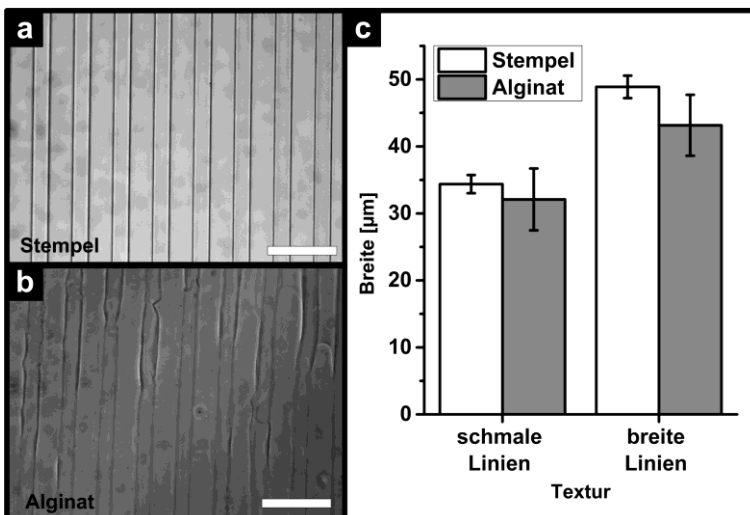 a
Stempel
b
Alginat
c
Stempel
Alginat
Breite [µm]
50
40
30
20
10
0
schmale
Linien
breite
Linien
Textur